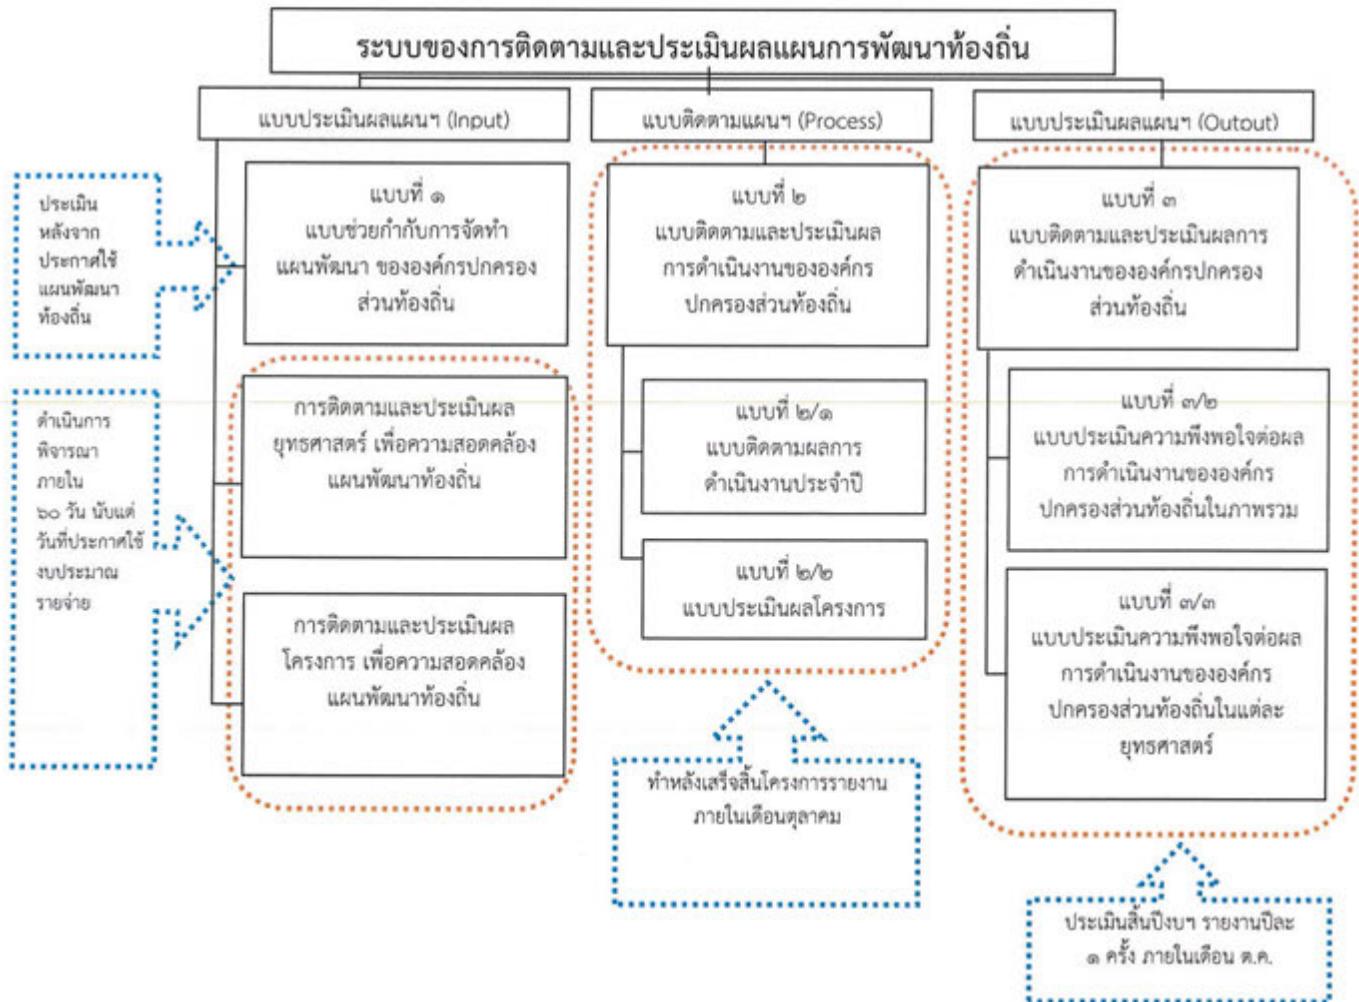 ระบบของการติดตามและประเมินผลแผนการพัฒนาท้องถิ่น
แบบประเมินผลแผนฯ (Input)
แบบติดตามแผนฯ (Process)
แบบประเมินผลแผนฯ (Output)
ประเมิน
หลังจาก
ประกาศใช้
แผนพัฒนา
ท้องถิ่น
แบบที่ ๑
แบบช่วยกำกับการจัดทำ
แผนพัฒนา ขององค์กรปกครอง
ส่วนท้องถิ่น
แบบที่ ๒
แบบติดตามและประเมินผล
การดำเนินงานขององค์กร
ปกครองส่วนท้องถิ่น
แบบที่ ๓
แบบติดตามและประเมินผลการ
ดำเนินงานขององค์กรปกครอง
ส่วนท้องถิ่น
ดำเนินการ
พิจารณา
ภายใน
๖๐ วัน นับแต่
วันที่ประกาศใช้
งบประมาณ
รายจ่าย
การติดตามและประเมินผล
ยุทธศาสตร์ เพื่อความสอดคล้อง
แผนพัฒนาท้องถิ่น
แบบที่ ๒/๑
แบบติดตามผลการ
ดำเนินงานประจำปี
แบบที่ ๓/๒
แบบประเมินความพึงพอใจต่อผล
การดำเนินงานขององค์กร
ปกครองส่วนท้องถิ่นในภาพรวม
การติดตามและประเมินผล
โครงการ เพื่อความสอดคล้อง
แผนพัฒนาท้องถิ่น
แบบที่ ๒/๒
แบบประเมินผลโครงการ
แบบที่ ๓/๓
แบบประเมินความพึงพอใจต่อผล
การดำเนินงานขององค์กร
ปกครองส่วนท้องถิ่นในแต่ละ
ยุทธศาสตร์
ทำหลังเสร็จสิ้นโครงการรายงาน
ภายในเดือนตุลาคม
ประเมินสิ้นปีงบฯ รายงานปีละ
๑ ครั้ง ภายในเดือน ต.ค.